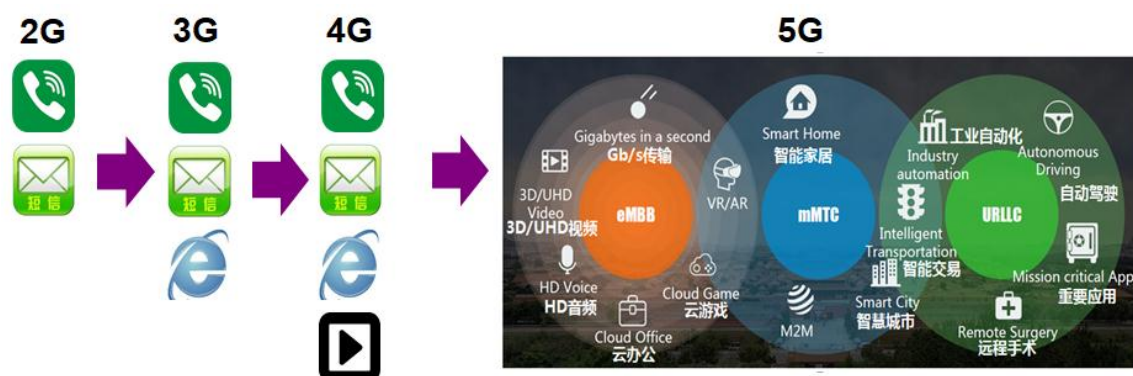 2G
3G
4G
5G
短信
短信
短信
Gigabytes in a second
Gb/s传输
3D/UHD
Video
3D/UHD视频
eMBB
HD Voice
HD音频
Cloud Office
云办公
Cloud Game
云游戏
VR/AR
Smart Home
智能家居
mMTC
M2M
Smart City
智慧城市
工业自动化
Industry
automation
Intelligent
Transportation
智能交易
URLLC
Autonomous
Driving
自动驾驶
Mission critical App
重要应用
Remote Surgery
远程手术